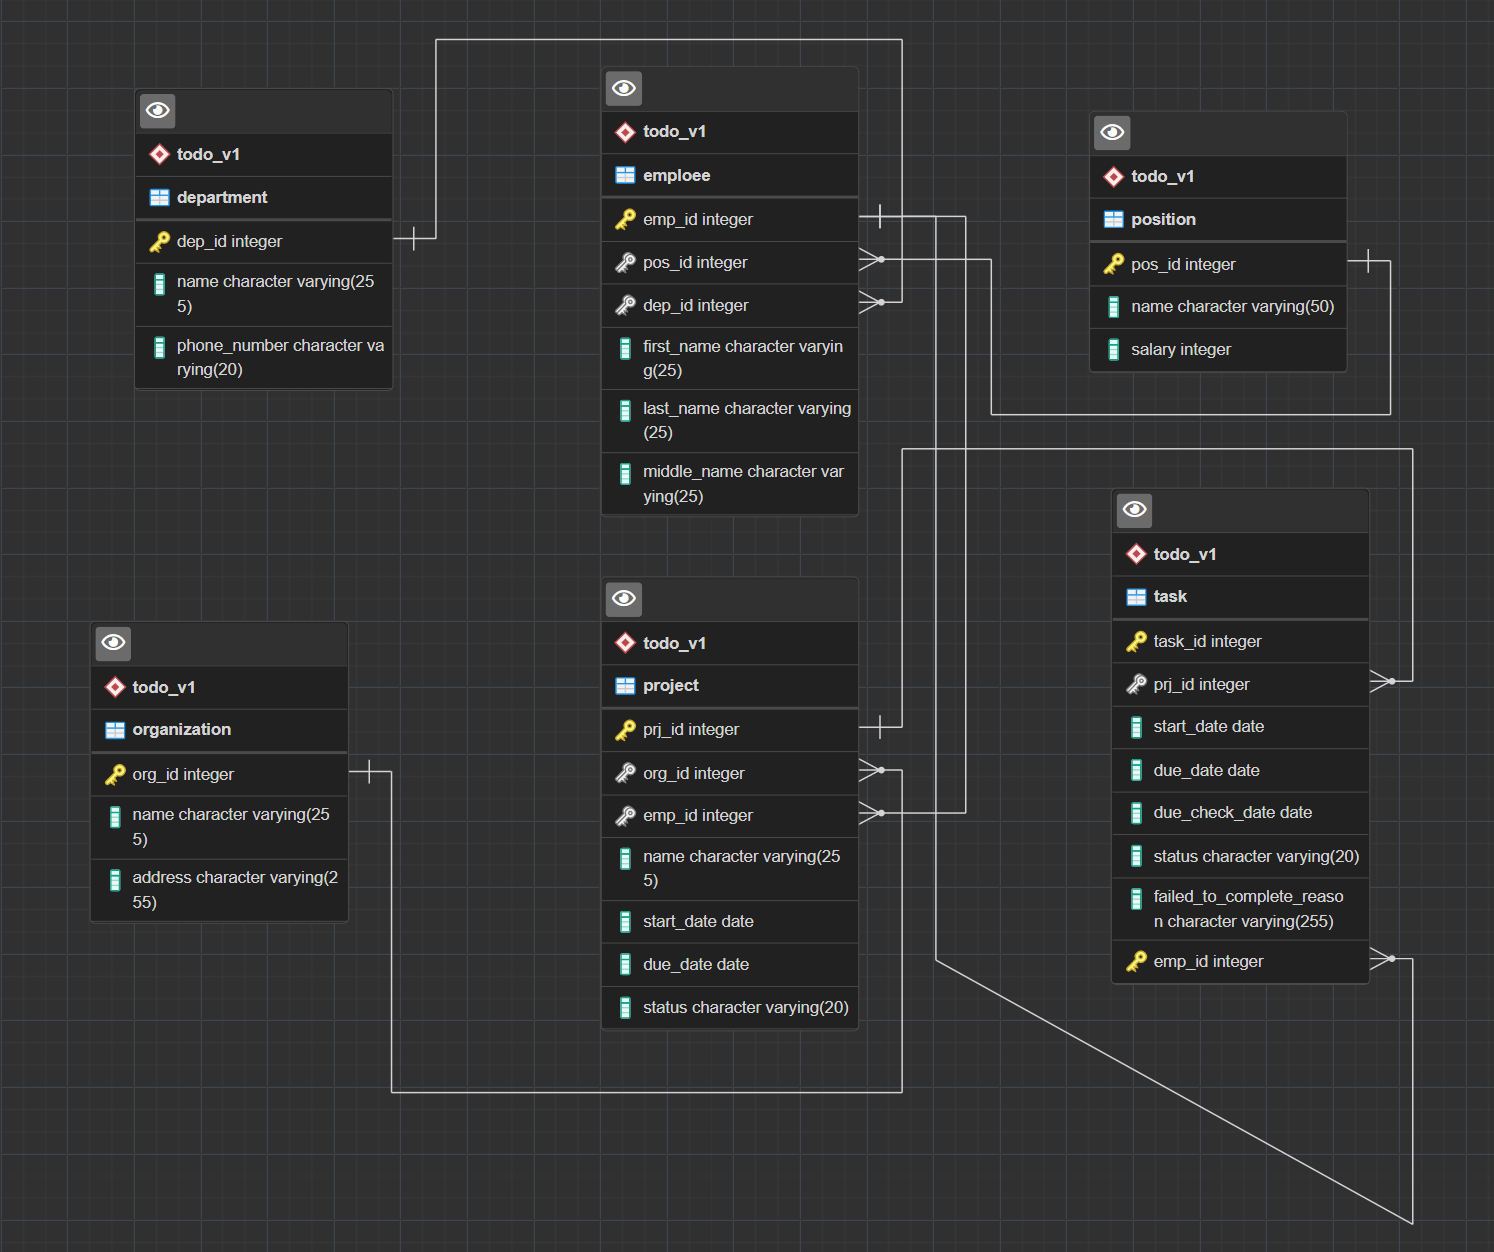 todo_v1
department
dep_id integer
name character varying(25
5)
phone_number character va
rying(20)
todo_v1
emploee
emp_id integer
pos_id integer
dep_id integer
first_name character varyin
g(25)
last_name character varying
(25)
middle_name character var
ying(25)
todo_v1
position
pos_id integer
name character varying(50)
salary integer
todo_v1
organization
org_id integer
name character varying(25
5)
address character varying(2
55)
todo_v1
project
prj_id integer
org_id integer
emp_id integer
name character varying(25
5)
start_date date
due_date date
status character varying(20)
todo_v1
task
task_id integer
prj_id integer
start_date date
due_date date
due_check_date date
status character varying(20)
failed_to_complete_reaso
n character varying(255)
emp_id integer